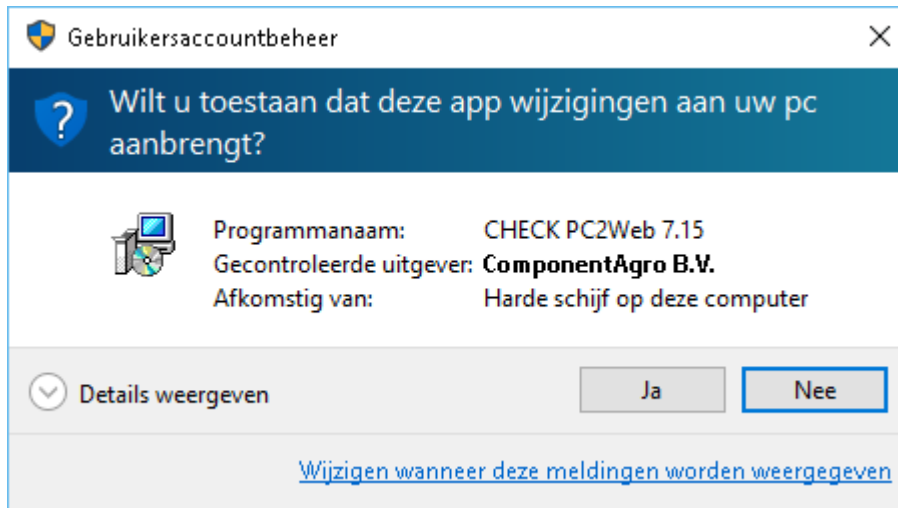 Gebruikersaccountbeheer
Wilt u toestaan dat deze app wijzigingen aan uw pc
aanbrengt?
Programmanaam: CHECK PC2Web 7.15
Gecontroleerde uitgever: ComponentAgro B.V.
Afkomstig van: Harde schijf op deze computer
Details weergeven Ja Nee
Wijzigen wanneer deze meldingen worden weergegeven